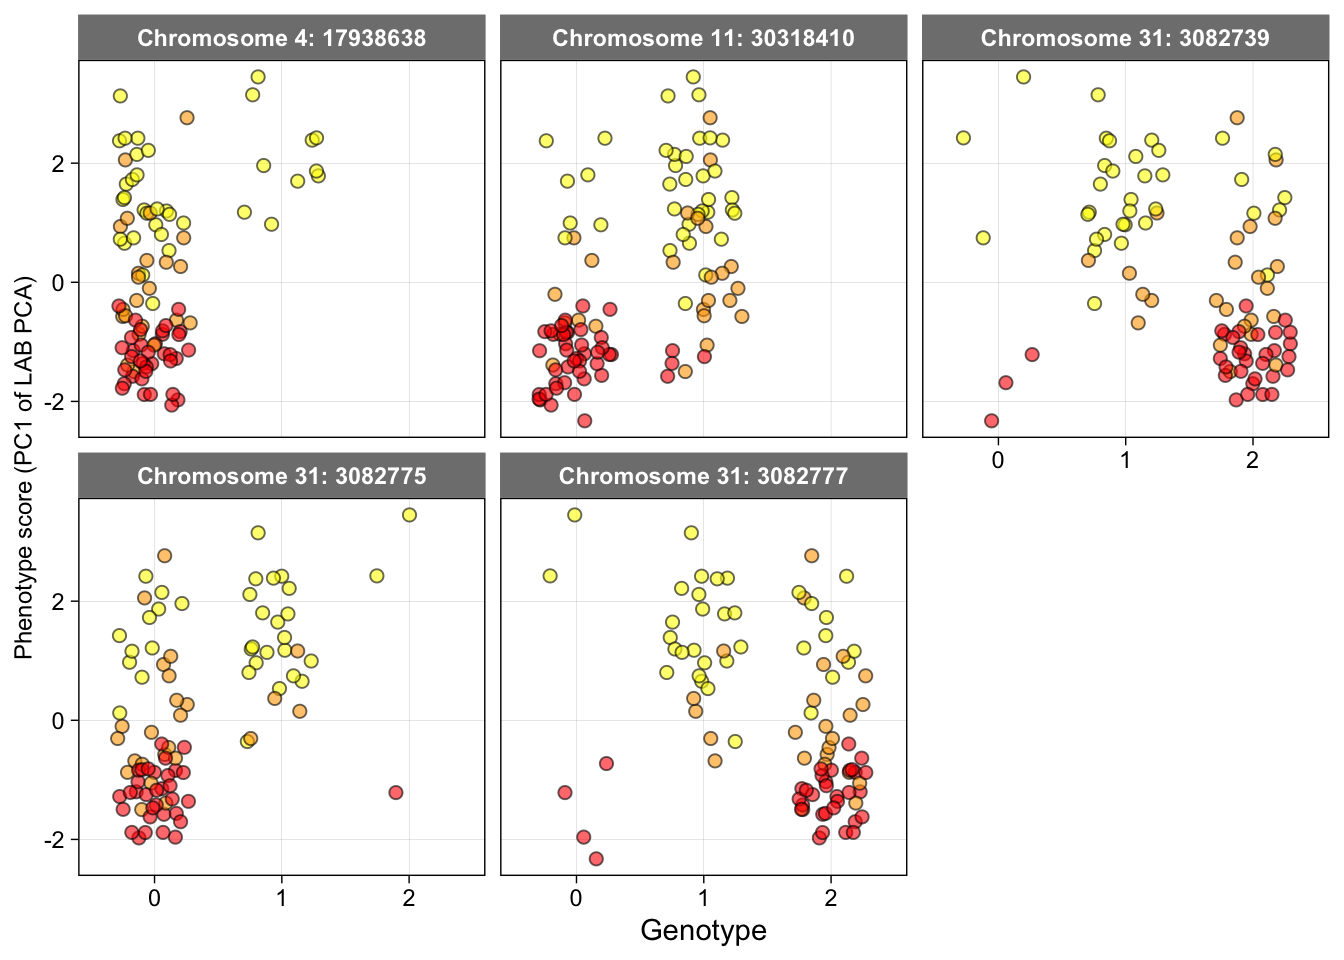 Chromosome 4: 17938638
Chromosome 11: 30318410
Chromosome 31: 3082739
2
0
-2
0 1 2
Chromosome 31: 3082775
Chromosome 31: 3082777
2
0
-2
0 1 2
0 1 2
Phenotype score (PC1 of LAB PCA)
Genotype